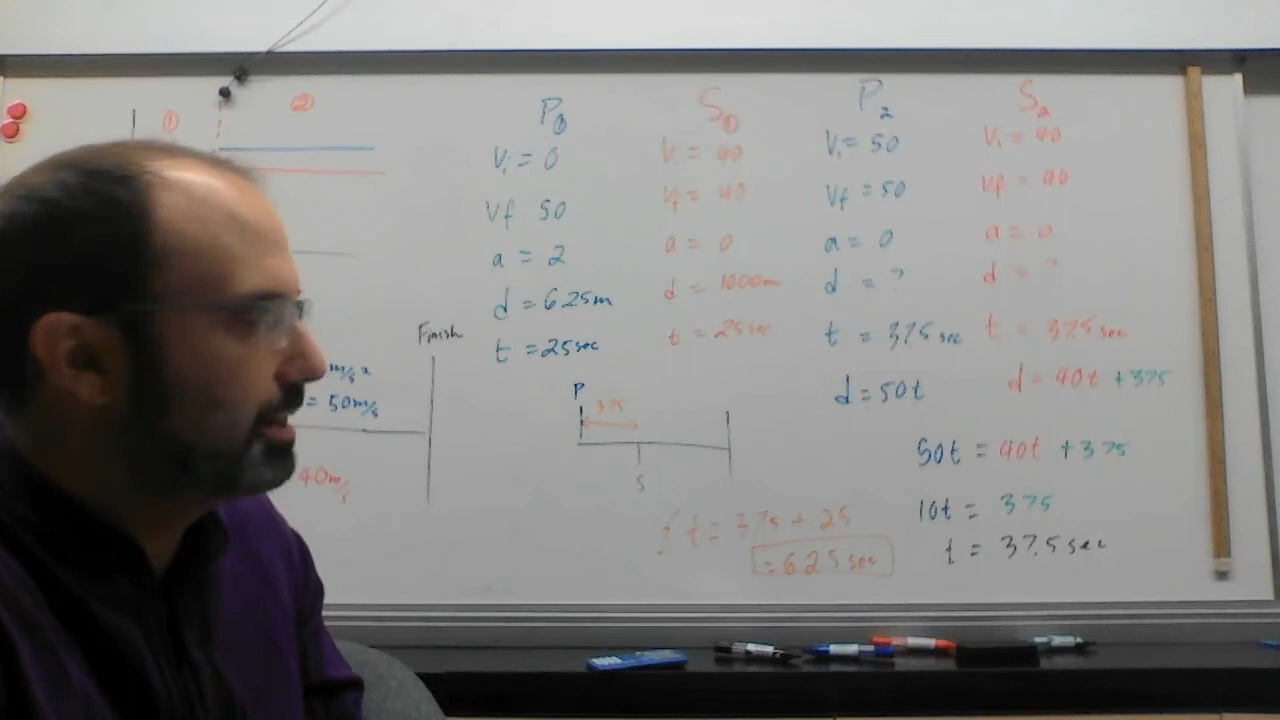 ①
②
P①
Vi = 0
Vf 50
a = 2
d = 625m
t = 25sec
S①
Vi = 40
Vf = 40
a = 0
d = 1000m
t = 25sec
P2
Vi = 50
Vf = 50
a = 0
d = ?
t = 37.5 sec
d = 50t
S2
Vi = 40
Vf = 40
a = 0
d = ?
t = 37.5 sec
d = 40t + 375
Finish
m/s²
= 50m/s
40m/s
P
375
S
50t = 40t + 375
10t = 375
t = 37.5 sec
t = 37.5 + 25
= 62.5 sec